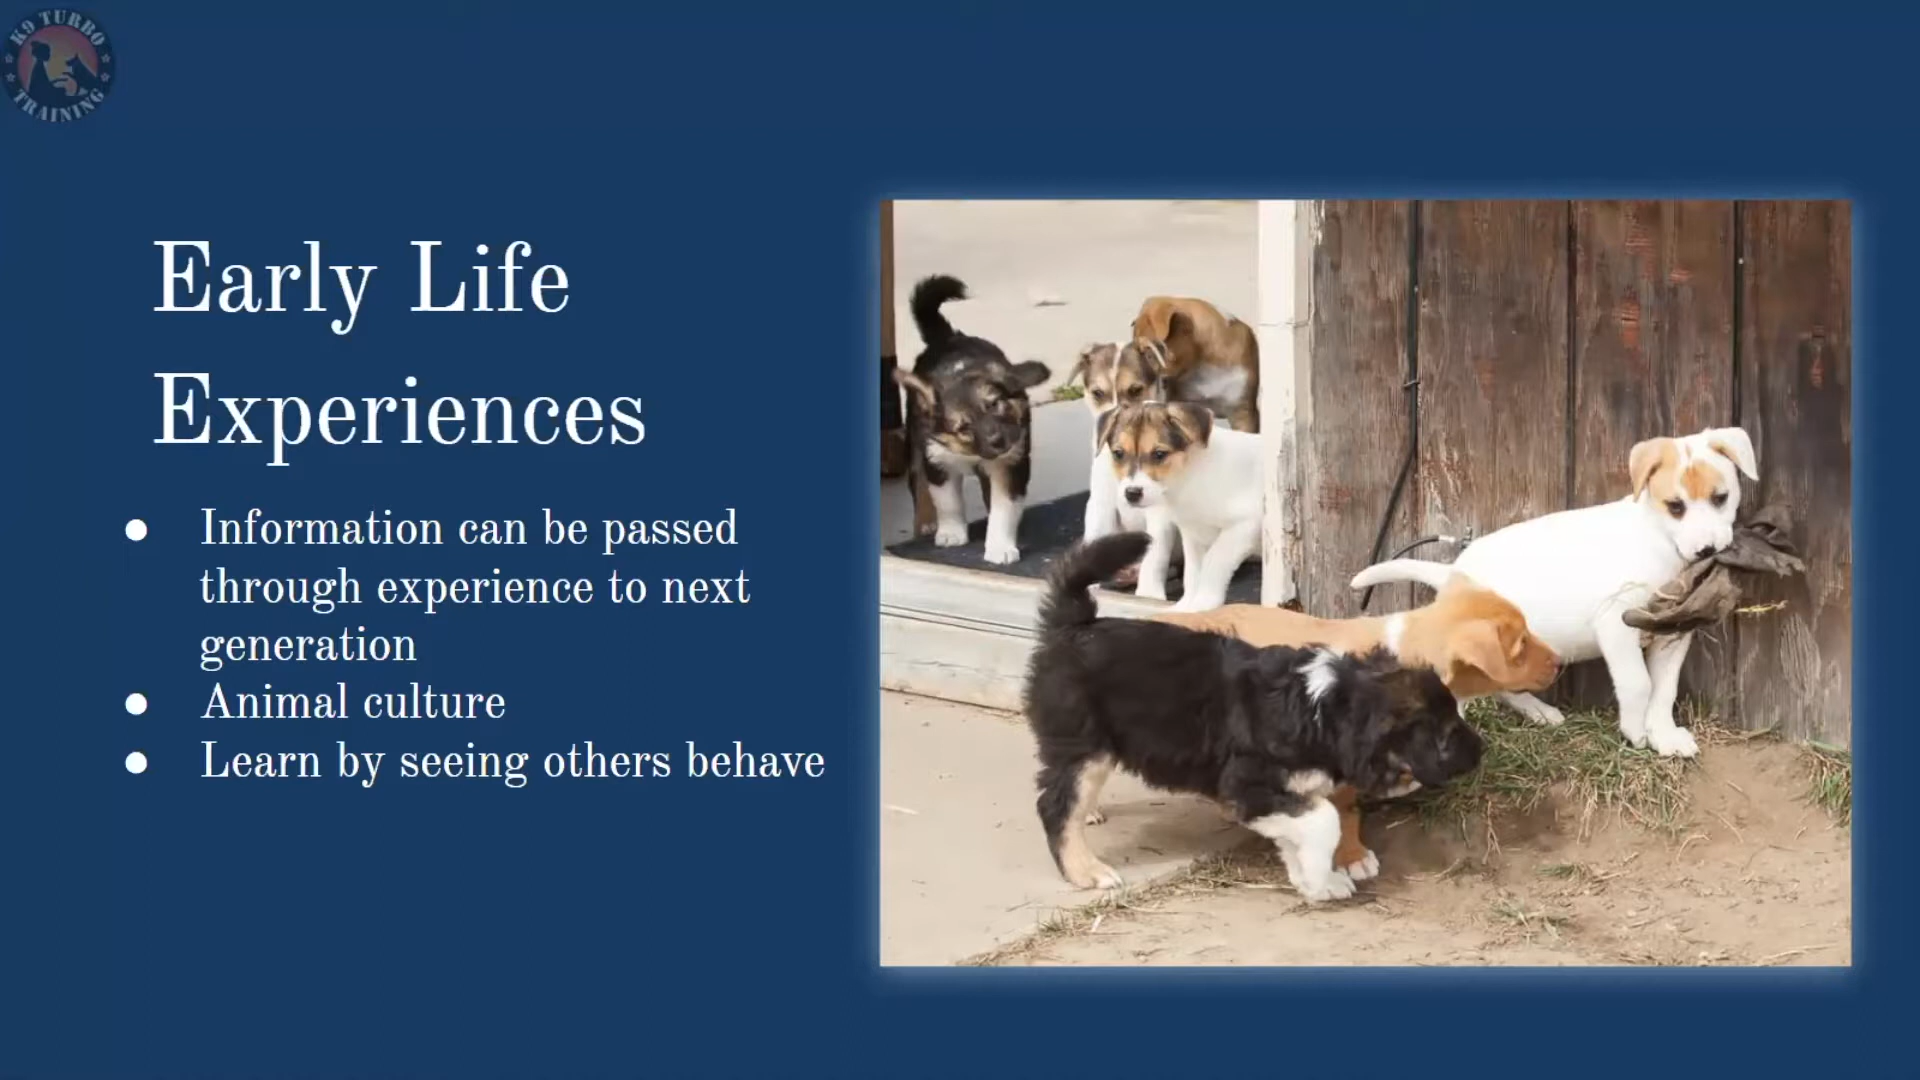 K9 TURBO
TRAINING
Early Life
Experiences
● Information can be passed
through experience to next
generation
● Animal culture
● Learn by seeing others behave